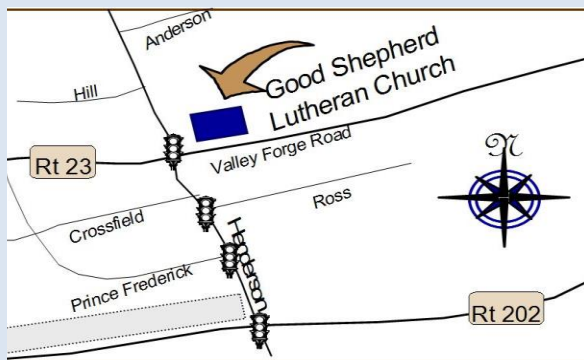 Anderson
Hill
Good Shepherd
Lutheran Church
N
Rt 23
Valley Forge Road
Ross
Crossfield
Henderson
Prince Frederick
Rt 202